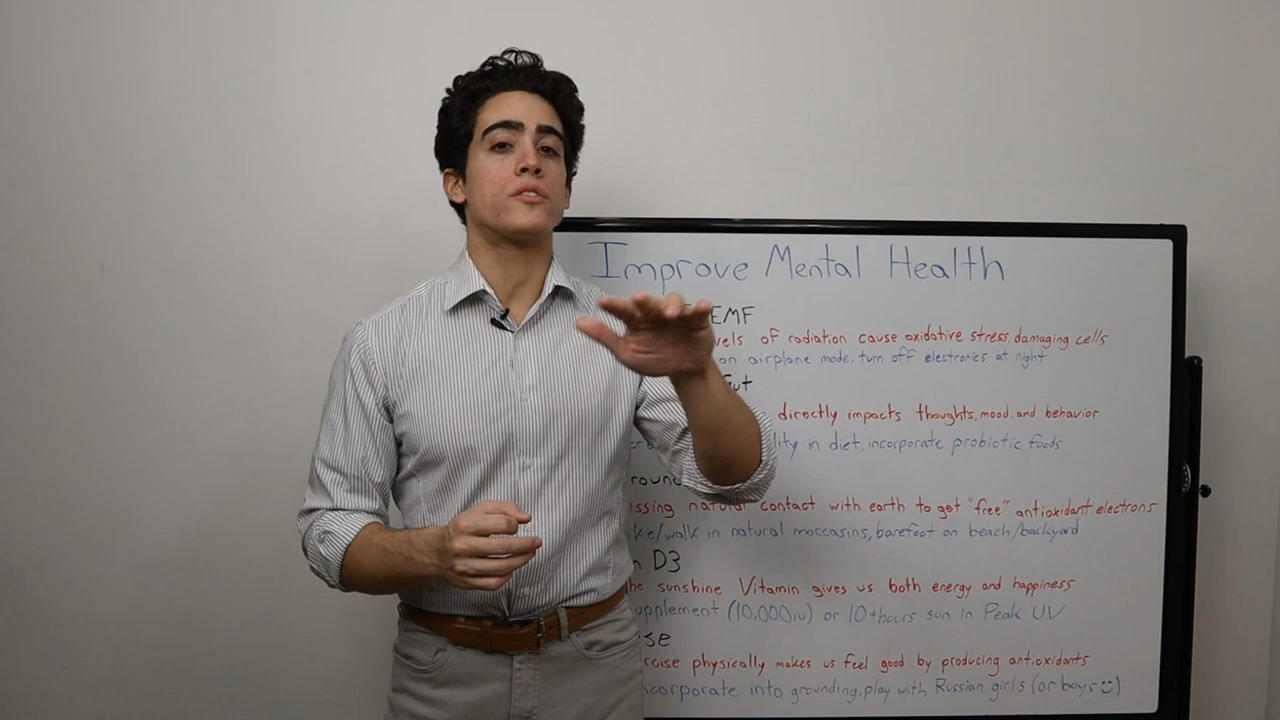 Improve Mental Health
EMF
vels of radiation cause oxidative stress, damaging cells
on airplane mode, turn off electronics at night
Gut
directly impacts thoughts, mood, and behavior
lity in diet, incorporate probiotic foods
round
issing natural contact with earth to get "free" antioxidant electrons
ke/walk in natural moccasins, barefoot on beach/backyard
n D3
he sunshine Vitamin gives us both energy and happiness
upplement (10,000iu) or 10+hours sun in Peak UV
ise
rcise physically makes us feel good by producing antioxidants
ncorporate into grounding, play with Russian girls (or boys☺)